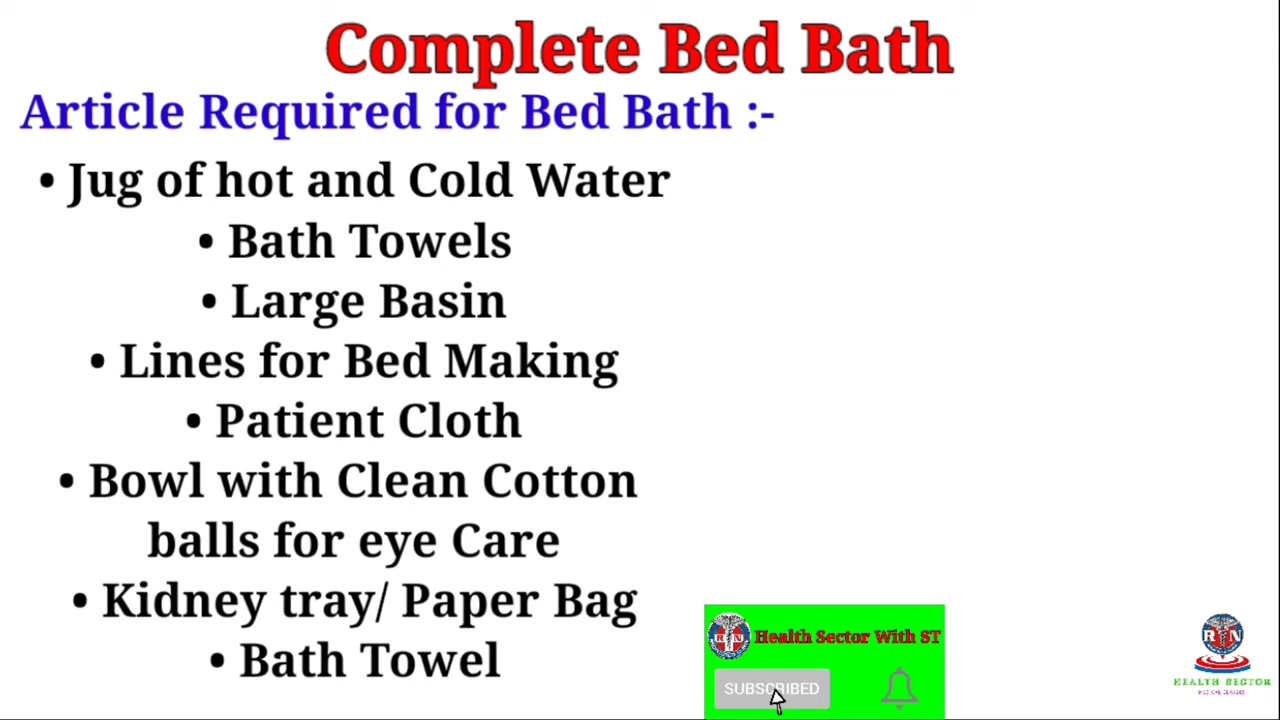 Complete Bed Bath
Article Required for Bed Bath :-
• Jug of hot and Cold Water
• Bath Towels
• Large Basin
• Lines for Bed Making
• Patient Cloth
• Bowl with Clean Cotton
balls for eye Care
• Kidney tray/ Paper Bag
• Bath Towel
Health Sector With ST
SUBSCRIBED
RN
HEALTH SECTOR